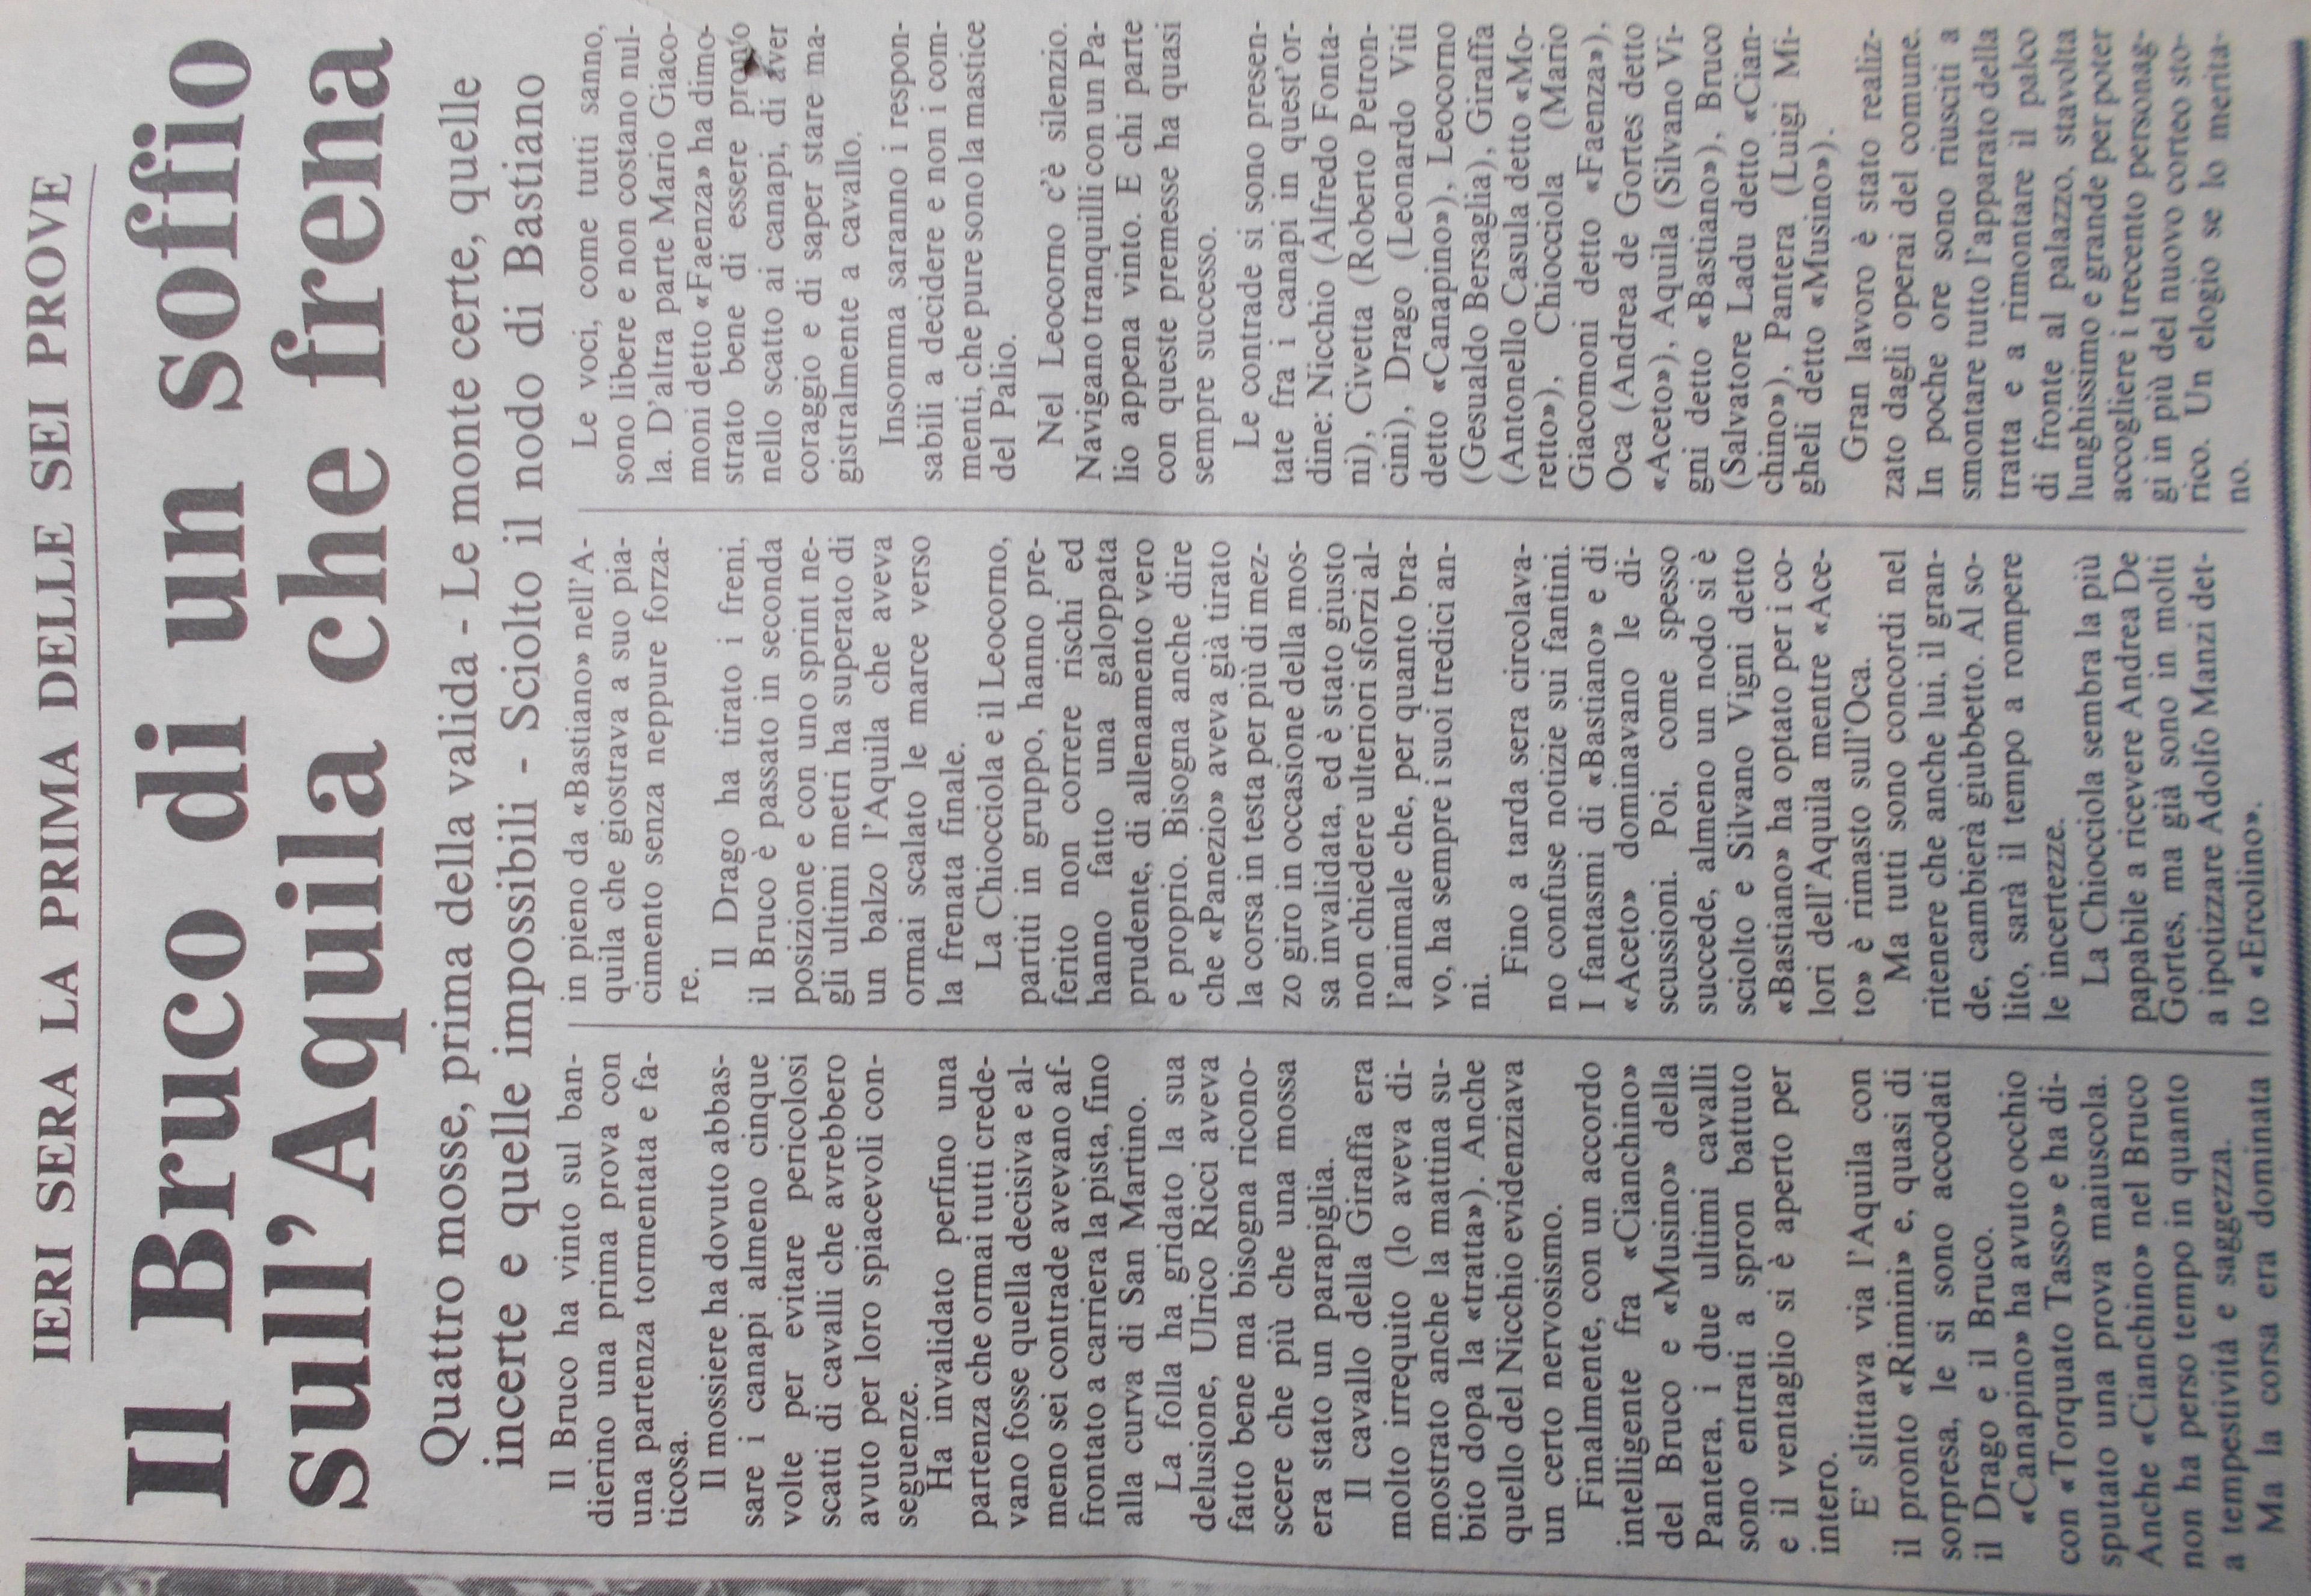 IERI SERA LA PRIMA DELLE SEI PROVE
Il Bruco di un soffio
sull'Aquila che frena
Quattro mosse, prima della valida - Le monte certe, quelle
incerte e quelle impossibili - Sciolto il nodo di Bastiano
Il Bruco ha vinto sul ban-
dierino una prima prova con
una partenza tormentata e fa-
ticosa.
Il mossiere ha dovuto abbas-
sare i canapi almeno cinque
volte per evitare pericolosi
scatti di cavalli che avrebbero
avuto per loro spiacevoli con-
seguenze.
Ha invalidato perfino una
partenza che ormai tutti crede-
vano fosse quella decisiva e al-
meno sei contrade avevano af-
frontato a carriera la pista, fino
alla curva di San Martino.
La folla ha gridato la sua
delusione, Ulrico Ricci aveva
fatto bene ma bisogna ricono-
scere che più che una mossa
era stato un parapiglia.
Il cavallo della Giraffa era
molto irrequito (lo aveva di-
mostrato anche la mattina su-
bito dopa la «tratta»). Anche
quello del Nicchio evidenziava
un certo nervosismo.
Finalmente, con un accordo
intelligente fra «Cianchino»
del Bruco e «Musino» della
Pantera, i due ultimi cavalli
sono entrati a spron battuto
e il ventaglio si è aperto per
intero.
E' slittava via l'Aquila con
il pronto «Rimini» e, quasi di
sorpresa, le si sono accodati
il Drago e il Bruco.
«Canapino» ha avuto occhio
con «Torquato Tasso» e ha di-
sputato una prova maiuscola.
Anche «Cianchino» nel Bruco
non ha perso tempo in quanto
a tempestività e saggezza.
Ma la corsa era dominata
in pieno da «Bastiano» nell'A-
quila che giostrava a suo pia-
cimento senza neppure forza-
re.
Il Drago ha tirato i freni,
il Bruco è passato in seconda
posizione e con uno sprint ne-
gli ultimi metri ha superato di
un balzo l'Aquila che aveva
ormai scalato le marce verso
la frenata finale.
La Chiocciola e il Leocorno,
partiti in gruppo, hanno pre-
ferito non correre rischi ed
hanno fatto una galoppata
prudente, di allenamento vero
e proprio. Bisogna anche dire
che «Panezio» aveva già tirato
la corsa in testa per più di mez-
zo giro in occasione della mos-
sa invalidata, ed è stato giusto
non chiedere ulteriori sforzi al-
l'animale che, per quanto bra-
vo, ha sempre i suoi tredici an-
ni.
Fino a tarda sera circolava-
no confuse notizie sui fantini.
I fantasmi di «Bastiano» e di
«Aceto» dominavano le di-
scussioni. Poi, come spesso
succede, almeno un nodo si è
sciolto e Silvano Vigni detto
«Bastiano» ha optato per i co-
lori dell'Aquila mentre «Ace-
to» è rimasto sull'Oca.
Ma tutti sono concordi nel
ritenere che anche lui, il gran-
de, cambierà giubbetto. Al so-
lito, sarà il tempo a rompere
le incertezze.
La Chiocciola sembra la più
papabile a ricevere Andrea De
Gortes, ma già sono in molti
a ipotizzare Adolfo Manzi det-
to «Ercolino».
Le voci, come tutti sanno,
sono libere e non costano nul-
la. D'altra parte Mario Giaco-
moni detto «Faenza» ha dimo-
strato bene di essere pronto
nello scatto ai canapi, di aver
coraggio e di saper stare ma-
gistralmente a cavallo.
Insomma saranno i respon-
sabili a decidere e non i com-
menti, che pure sono la mastice
del Palio.
Nel Leocorno c'è silenzio.
Navigano tranquilli con un Pa-
lio appena vinto. E chi parte
con queste premesse ha quasi
sempre successo.
Le contrade si sono presen-
tate fra i canapi in quest'or-
dine: Nicchio (Alfredo Fonta-
ni), Civetta (Roberto Petron-
cini), Drago (Leonardo Viti
detto «Canapino»), Leocorno
(Gesualdo Bersaglia), Giraffa
(Antonello Casula detto «Mo-
retto»), Chiocciola (Mario
Giacomoni detto «Faenza»),
Oca (Andrea de Gortes detto
«Aceto»), Aquila (Silvano Vi-
gni detto «Bastiano»), Bruco
(Salvatore Ladu detto «Cian-
chino»), Pantera (Luigi Mi-
gheli detto «Musino»).
Gran lavoro è stato realiz-
zato dagli operai del comune.
In poche ore sono riusciti a
smontare tutto l'apparato della
tratta e a rimontare il palco
di fronte al palazzo, stavolta
lunghissimo e grande per poter
accogliere i trecento personag-
gi in più del nuovo corteo sto-
rico. Un elogio se lo merita-
no.